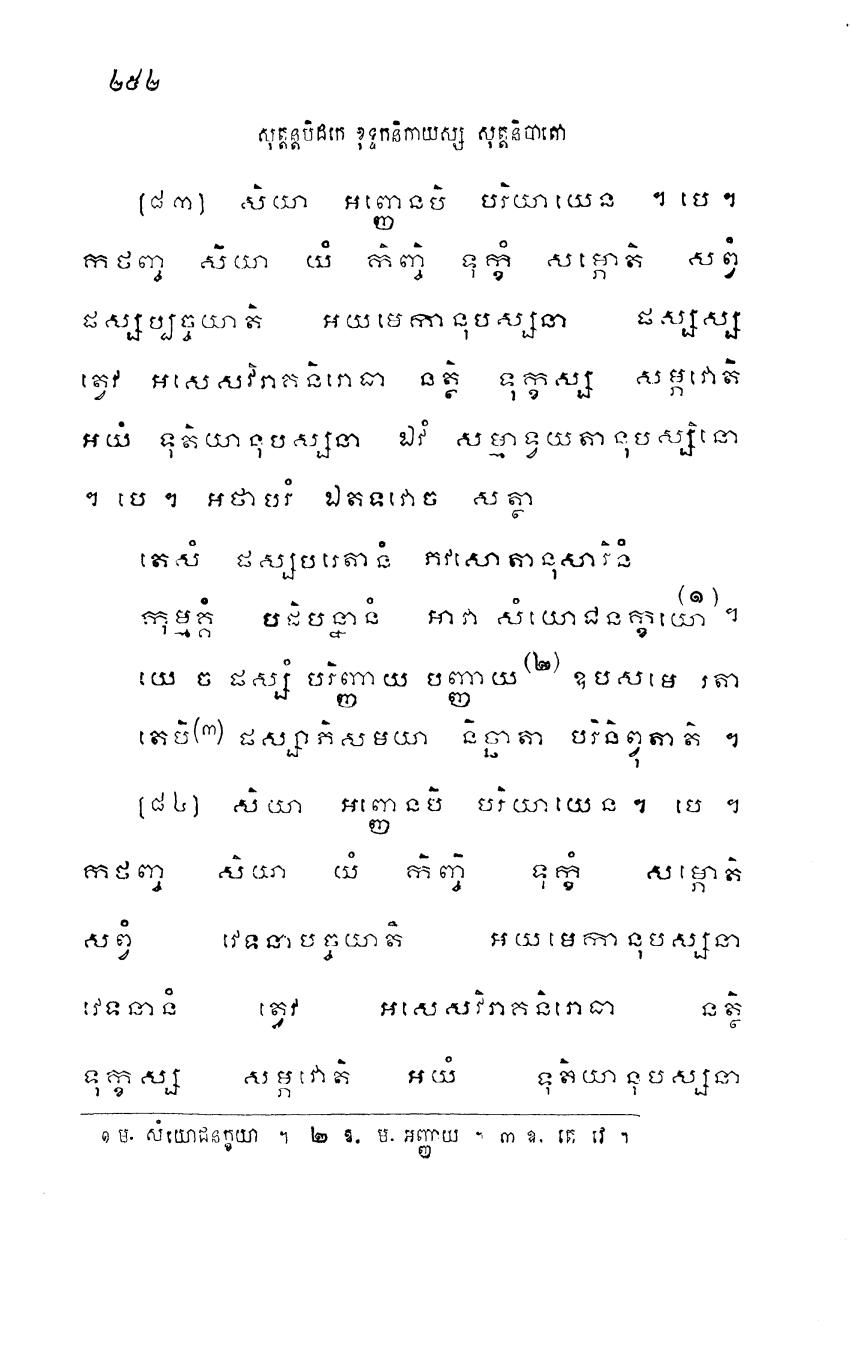 ២៥២
សុត្តន្តបិដកេ ខុទ្ទកនិកាយស្ស សុត្តនិបាតោ
[៨៣] សិយា អញ្ញេនបិ បរិយាយេន ។ បេ ។
កថញ្ច សិយា យំ កិញ្ចិ ទុក្ខំ សម្ភោតិ សព្វំ
ផស្សប្បច្ចយាតិ អយមេកានុបស្សនា ផស្សស្ស
ត្វេវ អសេសវិរាគនិរោធា នត្ថិ ទុក្ខស្ស សម្ភវោតិ
អយំ ទុតិយានុបស្សនា ឯវំ សម្មាទ្វយតានុបស្សិនោ
។ បេ ។ អថាបរំ ឯតទវោច សត្ថា
តេសំ ផស្សបរេតានំ ភវសោតានុសារិនំ
កុម្មគ្គំ បដិបន្នានំ អារា សំយោជនក្ខយោ(១) ។
យេ ច ផស្សំ បរិញ្ញាយ បញ្ញាយ(២) ឧបសមេ រតា
តេបិ(៣) ផស្សាភិសមយា និច្ឆាតា បរិនិព្វុតាតិ ។
[៨៤] សិយា អញ្ញេនបិ បរិយាយេន ។ បេ ។
កថញ្ច សិយា យំ កិញ្ចិ ទុក្ខំ សម្ភោតិ
សព្វំ វេទនាបច្ចយាតិ អយមេកានុបស្សនា
វេទនានំ ត្វេវ អសេសវិរាគនិរោធា នត្ថិ
ទុក្ខស្ស សម្ភវោតិ អយំ ទុតិយានុបស្សនា
១ ម. សំយោជនក្ខយា ។ ២ ឱ. ម. អញ្ញាយ ។ ៣ ឱ. តេ វេ ។